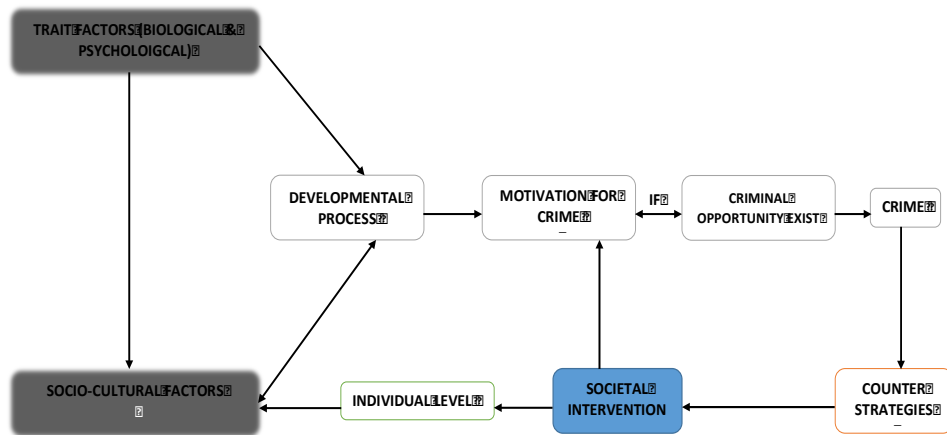 TRAIT FACTORS (BIOLOGICAL &
PSYCHOLOIGCAL)
DEVELOPMENTAL
PROCESS
MOTIVATION FOR
CRIME
IF
CRIMINAL
OPPORTUNITY EXIST
CRIME
SOCIO-CULTURAL FACTORS
INDIVIDUAL LEVEL
SOCIETAL
INTERVENTION
COUNTER
STRATEGIES